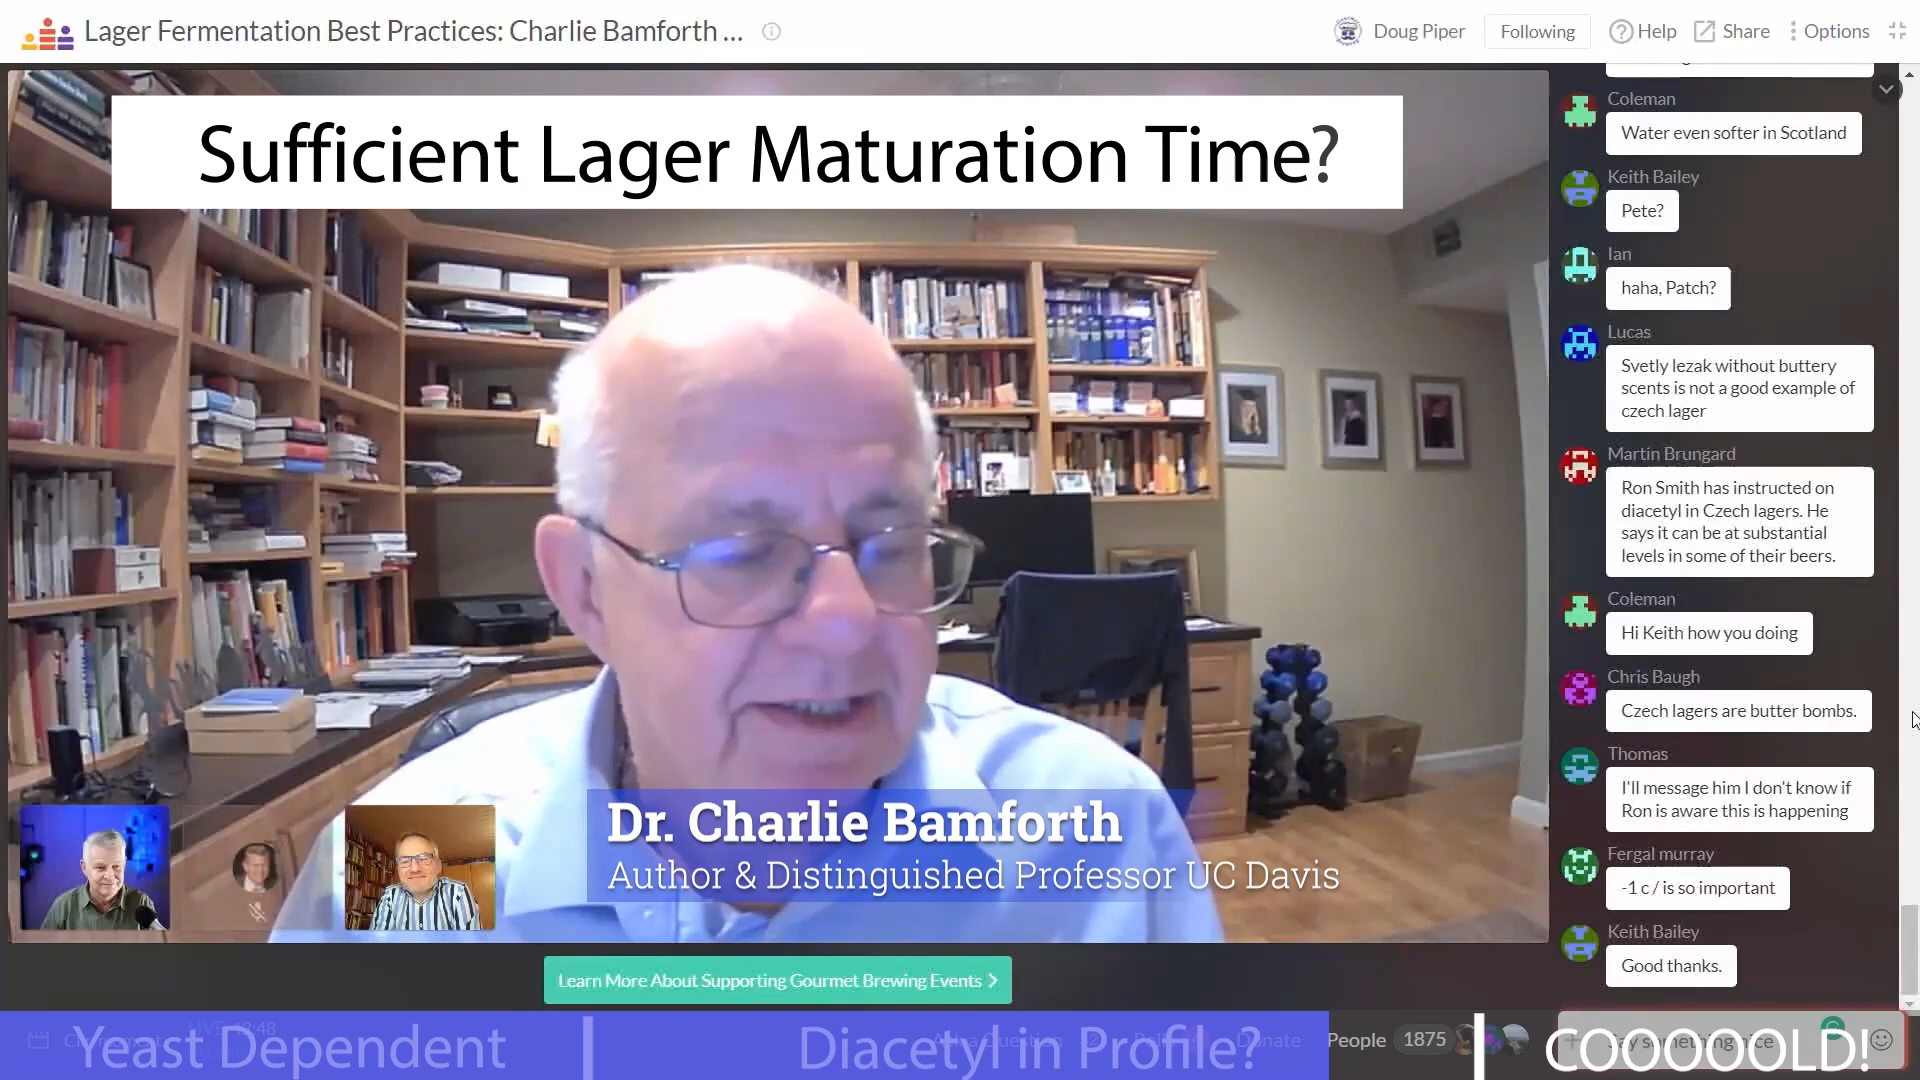 Lager Fermentation Best Practices: Charlie Bamforth ...
Doug Piper
Following
Help
Share
Options
Sufficient Lager Maturation Time?
Coleman
Water even softer in Scotland
Keith Bailey
Pete?
Ian
haha, Patch?
Lucas
Svetly lezak without buttery
scents is not a good example of
czech lager
Martin Brungard
Ron Smith has instructed on
diacetyl in Czech lagers. He
says it can be at substantial
levels in some of their beers.
Coleman
Hi Keith how you doing
Chris Baugh
Czech lagers are butter bombs.
Thomas
I'll message him I don't know if
Ron is aware this is happening
Fergal murray
-1 c / is so important
Keith Bailey
Good thanks.
Dr. Charlie Bamforth
Author & Distinguished Professor UC Davis
Learn More About Supporting Gourmet Brewing Events
Yeast Dependent
Diacetyl in Profile?
Donate
People 1875
Say something nice
COOOOOOLD!